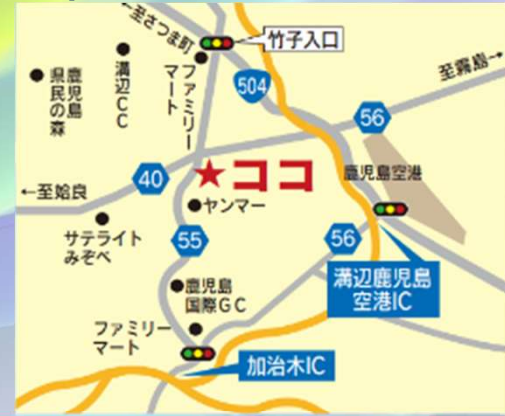 ←至さつま町
竹子入口
ファミリー
マート
溝辺CC
鹿児島
県民の森
504
至霧島→
56
鹿児島空港
40
★ココ
←至姶良
ヤンマー
サテライト
みぞべ
55
56
溝辺鹿児島
空港IC
鹿児島
国際GC
ファミリー
マート
加治木IC